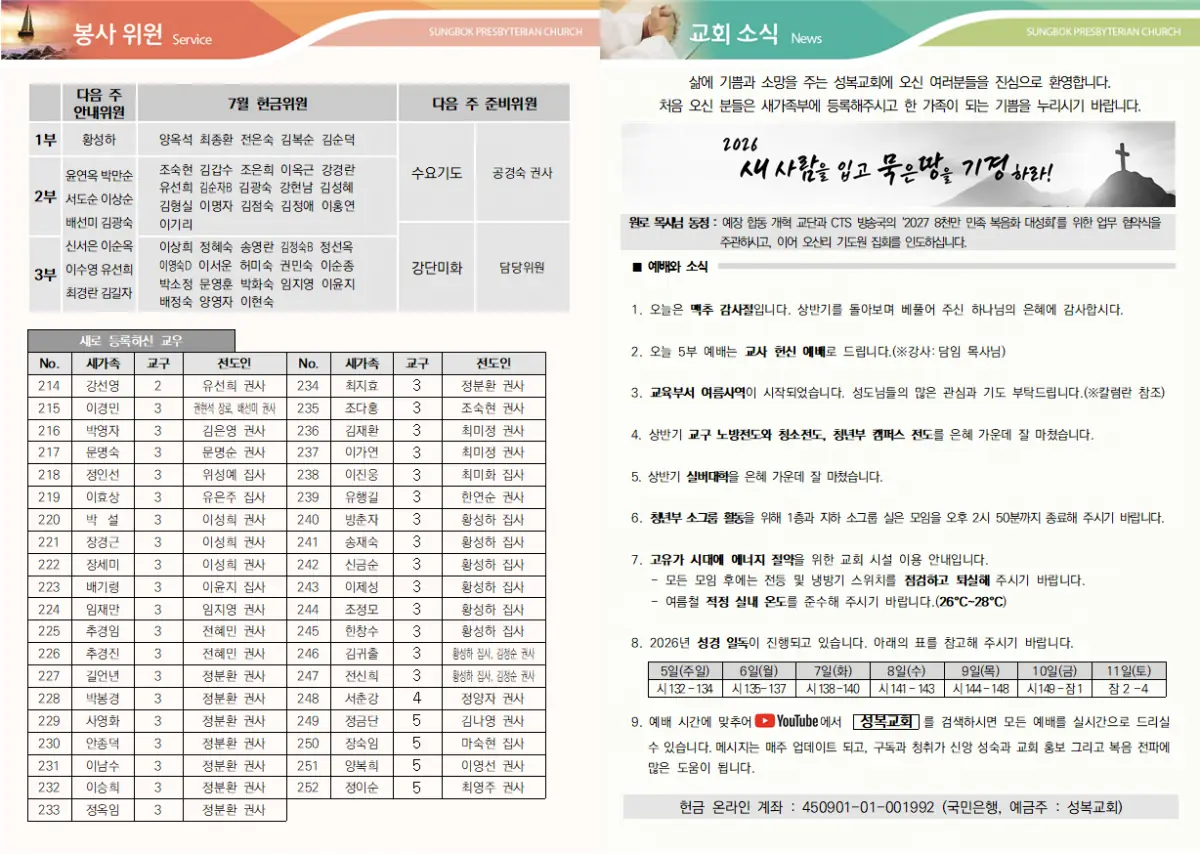 봉사 위원 Service
SUNGBOK PRESBYTERIAN CHURCH
다음 주 안내위원 7월 헌금위원 다음 주 준비위원
1부 황성하 양옥석 최종환 전은숙 김복순 김순덕
2부 윤연옥 박만순 서도순 이상순 배선미 김광숙
조숙현 김갑수 조은희 이옥근 강경란
유선희 김순자B 김광숙 강현남 김성혜
김형실 이명자 김점숙 김정애 이홍연
이기리
3부 신서은 이순옥 이수영 유선희 최경란 김길자
이상희 정혜숙 송영란 김정숙B 정선옥
이영숙D 이서운 허미숙 권민숙 이순종
박소정 문영훈 박화숙 임지영 이윤지
배정숙 양영자 이현숙
수요기도 공경숙 권사
강단미화 담당위원
새로 등록하신 교우
No. 새가족 교구 전도인 No. 새가족 교구 전도인
214 강선영 2 유선희 권사 234 최지효 3 정분환 권사
215 이경민 3 권현석 장로, 배선미 권사 235 조다홍 3 조숙현 권사
216 박영자 3 김은영 권사 236 김재환 3 최미정 권사
217 문명숙 3 문명순 권사 237 이가연 3 최미정 권사
218 정인선 3 위성예 집사 238 이진웅 3 최미화 집사
219 이효상 3 유은주 집사 239 유행길 3 한연순 권사
220 박 설 3 이성희 권사 240 방춘자 3 황성하 집사
221 장경근 3 이성희 권사 241 송재숙 3 황성하 집사
222 장세미 3 이성희 권사 242 신금순 3 황성하 집사
223 배기령 3 이윤지 집사 243 이제성 3 황성하 집사
224 임재만 3 임지영 권사 244 조정모 3 황성하 집사
225 추경임 3 전혜민 권사 245 한창수 3 황성하 집사
226 추경진 3 전혜민 권사 246 김귀출 3 황성하 집사, 김정순 권사
227 길언년 3 정분환 권사 247 전신희 3 황성하 집사, 김정순 권사
228 박봉경 3 정분환 권사 248 서춘강 4 정양자 권사
229 사영화 3 정분환 권사 249 정금단 5 김나영 권사
230 안종덕 3 정분환 권사 250 장숙임 5 마숙현 집사
231 이남수 3 정분환 권사 251 양복희 5 이영선 권사
232 이승희 3 정분환 권사 252 정이순 5 최영주 권사
233 정옥임 3 정분환 권사
교회 소식 News
SUNGBOK PRESBYTERIAN CHURCH
삶에 기쁨과 소망을 주는 성복교회에 오신 여러분들을 진심으로 환영합니다.
처음 오신 분들은 새가족부에 등록해주시고 한 가족이 되는 기쁨을 누리시기 바랍니다.
2026
새 사람을 입고 묵은땅을 기경하라!
원로 목사님 동정 : 예장 합동 개혁 교단과 CTS 방송국의 '2027 8천만 민족 복음화 대성회'를 위한 업무 협약식을
주관하시고, 이어 오산리 기도원 집회를 인도하십니다.
■ 예배와 소식
1. 오늘은 맥추 감사절입니다. 상반기를 돌아보며 베풀어 주신 하나님의 은혜에 감사합시다.
2. 오늘 5부 예배는 교사 헌신 예배로 드립니다.(※강사: 담임 목사님)
3. 교육부서 여름사역이 시작되었습니다. 성도님들의 많은 관심과 기도 부탁드립니다.(※칼럼란 참조)
4. 상반기 교구 노방전도와 청소전도, 청년부 캠퍼스 전도를 은혜 가운데 잘 마쳤습니다.
5. 상반기 실버대학을 은혜 가운데 잘 마쳤습니다.
6. 청년부 소그룹 활동을 위해 1층과 지하 소그룹 실은 모임을 오후 2시 50분까지 종료해 주시기 바랍니다.
7. 고유가 시대에 에너지 절약을 위한 교회 시설 이용 안내입니다.
- 모든 모임 후에는 전등 및 냉방기 스위치를 점검하고 퇴실해 주시기 바랍니다.
- 여름철 적정 실내 온도를 준수해 주시기 바랍니다.(26℃~28℃)
8. 2026년 성경 일독이 진행되고 있습니다. 아래의 표를 참고해 주시기 바랍니다.
5일(주일) 6일(월) 7일(화) 8일(수) 9일(목) 10일(금) 11일(토)
시132-134 시135-137 시138-140 시141-143 시144-148 시149-잠1 잠2-4
9. 예배 시간에 맞추어 YouTube에서 성복교회 를 검색하시면 모든 예배를 실시간으로 드리실
수 있습니다. 메시지는 매주 업데이트 되고, 구독과 청취가 신앙 성숙과 교회 홍보 그리고 복음 전파에
많은 도움이 됩니다.
헌금 온라인 계좌 : 450901-01-001992 (국민은행, 예금주 : 성복교회)